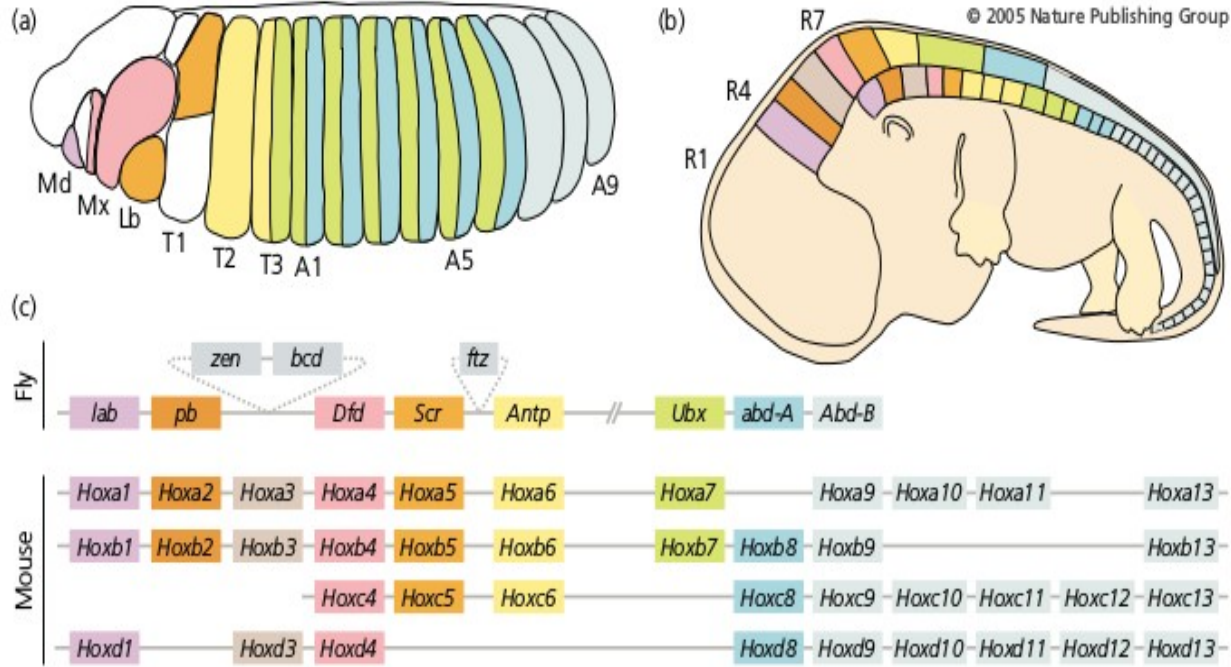 (a)
Md
Mx
Lb
T1
T2
T3
A1
A5
A9
(b)
© 2005 Nature Publishing Group
R7
R4
R1
(c)
Fly
zen bcd ftz
lab pb Dfd Scr Antp // Ubx abd-A Abd-B
Mouse
Hoxa1 Hoxa2 Hoxa3 Hoxa4 Hoxa5 Hoxa6 Hoxa7 Hoxa9 Hoxa10 Hoxa11 Hoxa13
Hoxb1 Hoxb2 Hoxb3 Hoxb4 Hoxb5 Hoxb6 Hoxb7 Hoxb8 Hoxb9 Hoxb13
Hoxc4 Hoxc5 Hoxc6 Hoxc8 Hoxc9 Hoxc10 Hoxc11 Hoxc12 Hoxc13
Hoxd1 Hoxd3 Hoxd4 Hoxd8 Hoxd9 Hoxd10 Hoxd11 Hoxd12 Hoxd13